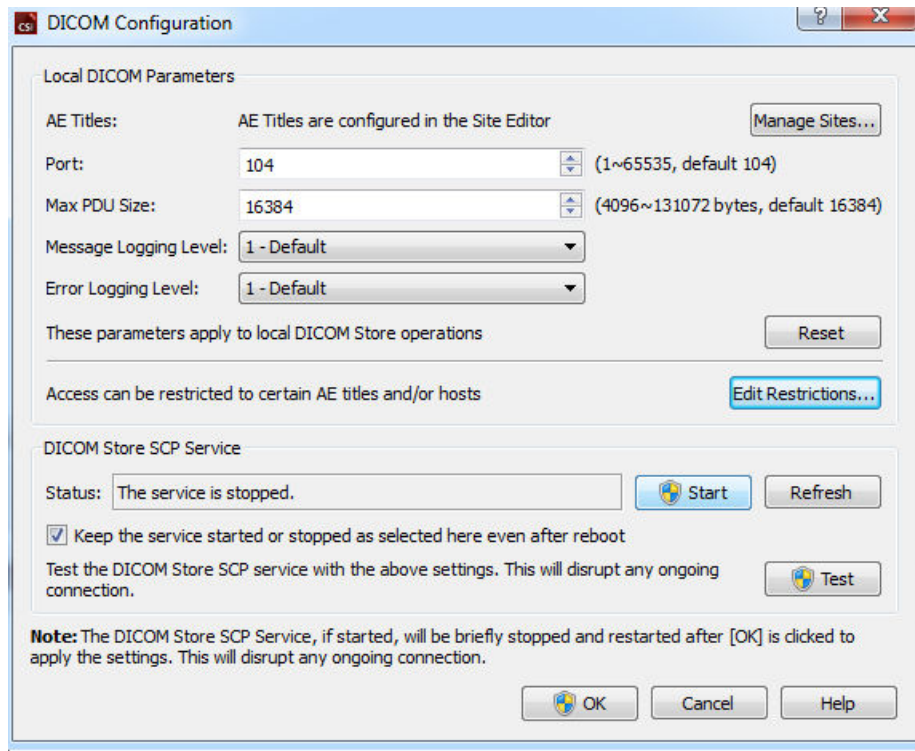 CSI DICOM Configuration
Local DICOM Parameters
AE Titles: AE Titles are configured in the Site Editor Manage Sites...
Port: 104 (1~65535, default 104)
Max PDU Size: 16384 (4096~131072 bytes, default 16384)
Message Logging Level: 1 - Default
Error Logging Level: 1 - Default
These parameters apply to local DICOM Store operations Reset
Access can be restricted to certain AE titles and/or hosts Edit Restrictions...
DICOM Store SCP Service
Status: The service is stopped. Start Refresh
Keep the service started or stopped as selected here even after reboot
Test the DICOM Store SCP service with the above settings. This will disrupt any ongoing
connection. Test
Note: The DICOM Store SCP Service, if started, will be briefly stopped and restarted after [OK] is clicked to
apply the settings. This will disrupt any ongoing connection.
OK Cancel Help